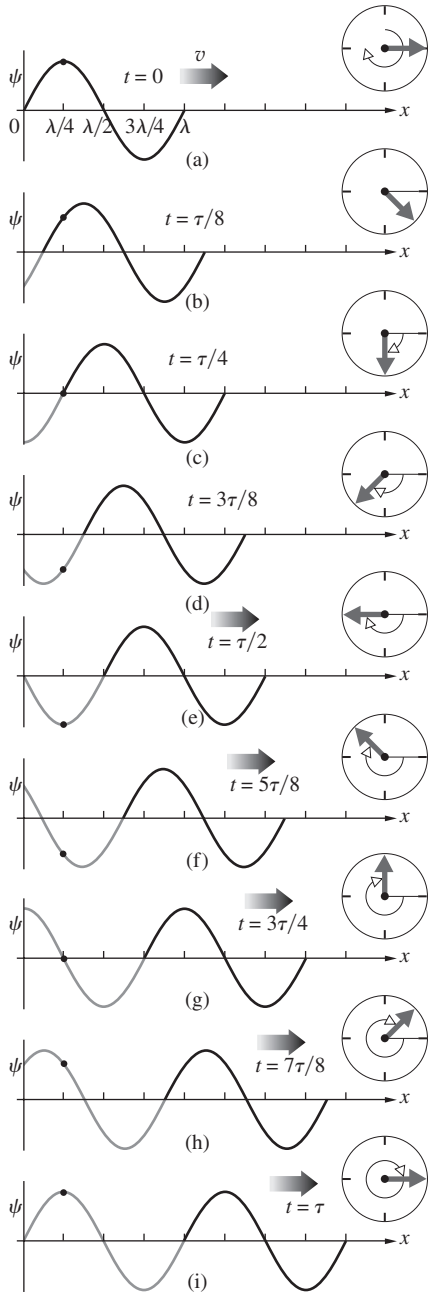 v
ψ t = 0
0 λ/4 λ/2 3λ/4 λ x
(a)
ψ t = τ/8
x
(b)
ψ t = τ/4
x
(c)
ψ t = 3τ/8
x
(d)
ψ t = τ/2
x
(e)
ψ t = 5τ/8
x
(f)
ψ t = 3τ/4
x
(g)
ψ t = 7τ/8
x
(h)
ψ t = τ
x
(i)